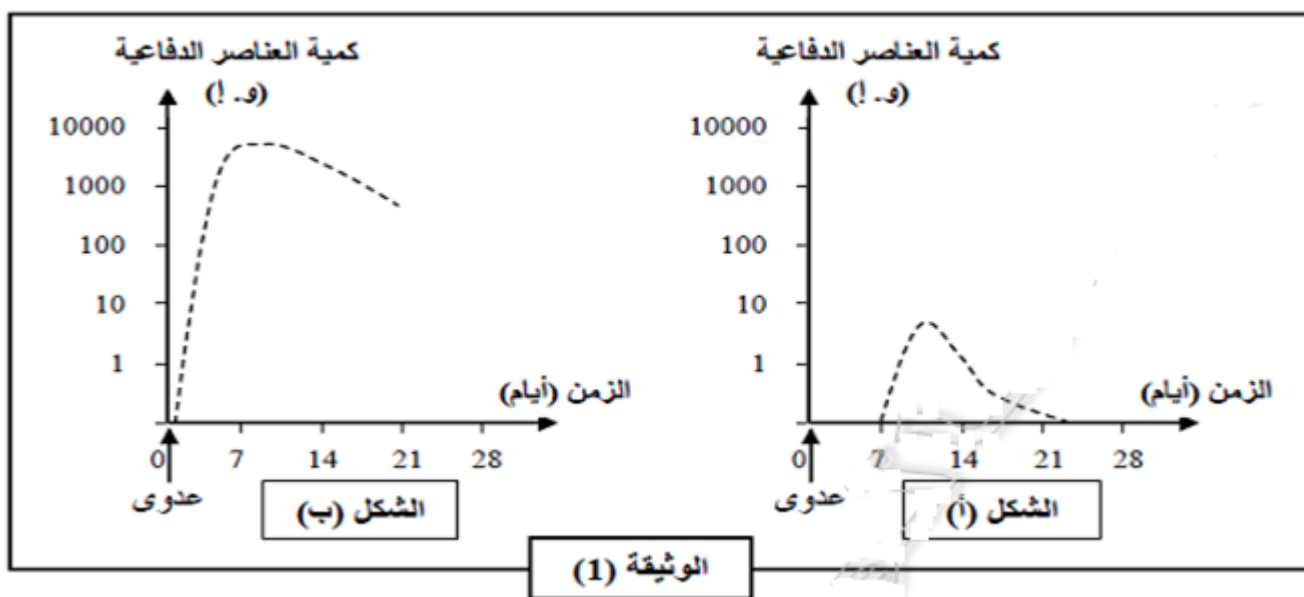 كمية العناصر الدفاعية
(و. إ)
10000
1000
100
10
1
الزمن (أيام)
0 7 14 21 28
عدوى
الشكل (أ)
كمية العناصر الدفاعية
(و. إ)
10000
1000
100
10
1
الزمن (أيام)
0 7 14 21 28
عدوى
الشكل (ب)
الوثيقة (1)